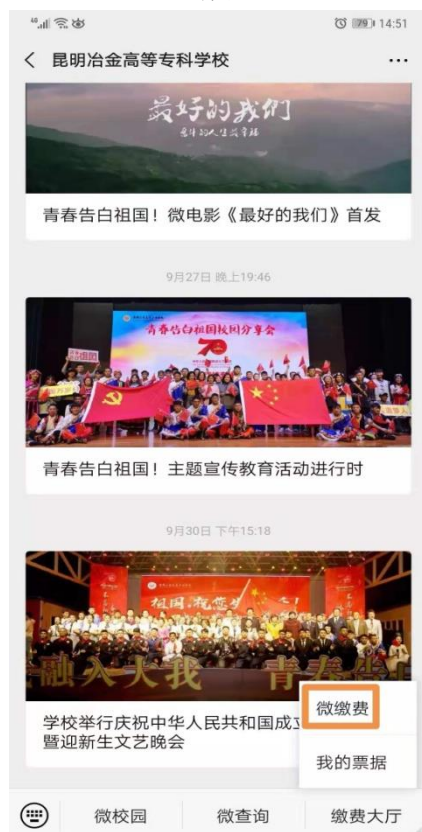 14:51
79
昆明冶金高等专科学校
最好的我们
青春告白祖国！微电影《最好的我们》首发
9月27日 晚上19:46
青春告白祖国校园分享会
70
青春告白祖国！主题宣传教育活动进行时
9月30日 下午15:18
融入大我 青春告
学校举行庆祝中华人民共和国成立
暨迎新生文艺晚会
微缴费
我的票据
微校园
微查询
缴费大厅